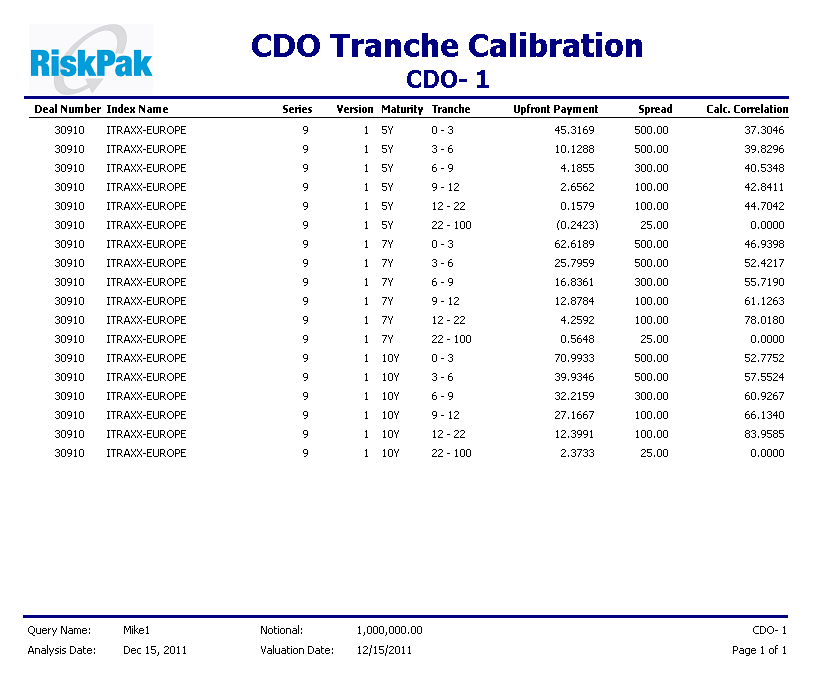 RiskPak
CDO Tranche Calibration
CDO- 1
Deal Number Index Name Series Version Maturity Tranche Upfront Payment Spread Calc. Correlation
30910 ITRAXX-EUROPE 9 1 5Y 0 - 3 45.3169 500.00 37.3046
30910 ITRAXX-EUROPE 9 1 5Y 3 - 6 10.1288 500.00 39.8296
30910 ITRAXX-EUROPE 9 1 5Y 6 - 9 4.1855 300.00 40.5348
30910 ITRAXX-EUROPE 9 1 5Y 9 - 12 2.6562 100.00 42.8411
30910 ITRAXX-EUROPE 9 1 5Y 12 - 22 0.1579 100.00 44.7042
30910 ITRAXX-EUROPE 9 1 5Y 22 - 100 (0.2423) 25.00 0.0000
30910 ITRAXX-EUROPE 9 1 7Y 0 - 3 62.6189 500.00 46.9398
30910 ITRAXX-EUROPE 9 1 7Y 3 - 6 25.7959 500.00 52.4217
30910 ITRAXX-EUROPE 9 1 7Y 6 - 9 16.8361 300.00 55.7190
30910 ITRAXX-EUROPE 9 1 7Y 9 - 12 12.8784 100.00 61.1263
30910 ITRAXX-EUROPE 9 1 7Y 12 - 22 4.2592 100.00 78.0180
30910 ITRAXX-EUROPE 9 1 7Y 22 - 100 0.5648 25.00 0.0000
30910 ITRAXX-EUROPE 9 1 10Y 0 - 3 70.9933 500.00 52.7752
30910 ITRAXX-EUROPE 9 1 10Y 3 - 6 39.9346 500.00 57.5524
30910 ITRAXX-EUROPE 9 1 10Y 6 - 9 32.2159 300.00 60.9267
30910 ITRAXX-EUROPE 9 1 10Y 9 - 12 27.1667 100.00 66.1340
30910 ITRAXX-EUROPE 9 1 10Y 12 - 22 12.3991 100.00 83.9585
30910 ITRAXX-EUROPE 9 1 10Y 22 - 100 2.3733 25.00 0.0000
Query Name: Mike1 Notional: 1,000,000.00 CDO- 1
Analysis Date: Dec 15, 2011 Valuation Date: 12/15/2011 Page 1 of 1